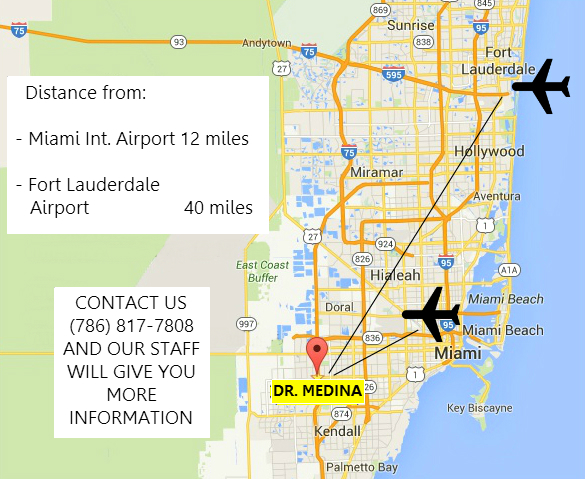 869
845
Sunrise
75
93
Andytown
75
838
Fort
Lauderdale
27
595
Distance from:
- Miami Int. Airport 12 miles
- Fort Lauderdale
Airport 40 miles
75
Hollywood
Miramar
95
Aventura
27
1
924
826
East Coast
Buffer
95
A1A
Hialeah
Miami Beach
Doral
CONTACT US
(786) 817-7808
AND OUR STAFF
WILL GIVE YOU
MORE
INFORMATION
997
836
95
Miami Beach
Miami
DR. MEDINA
26
1
874
Key Biscayne
Kendall
Palmetto Bay